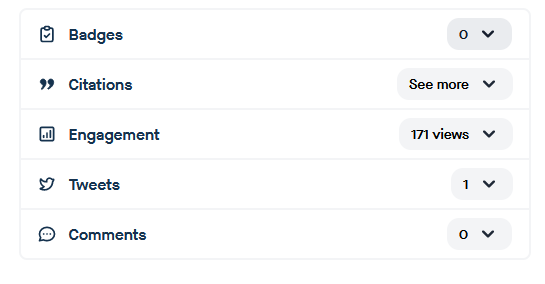 Badges 0
Citations See more
Engagement 171 views
Tweets 1
Comments 0